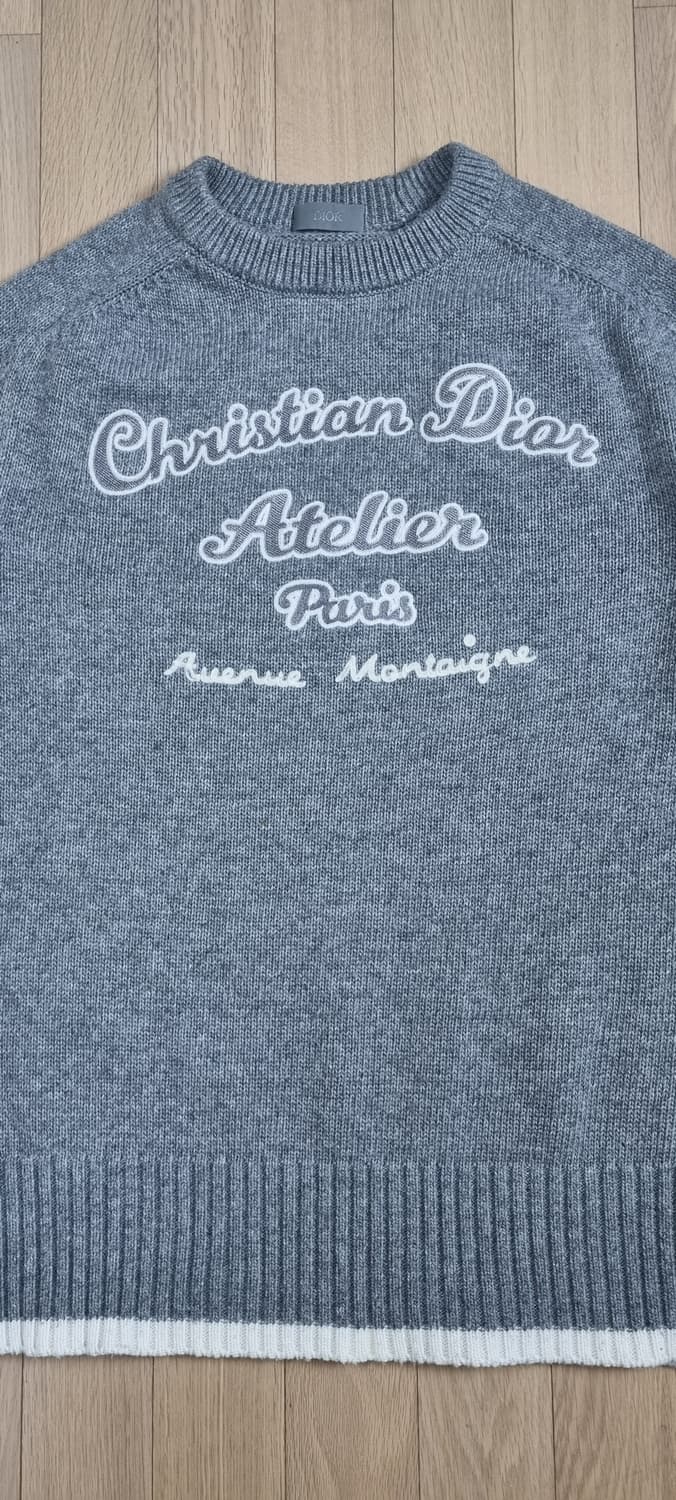 DIOR
Christian Dior
Atelier
Paris
Avenue Montaigne